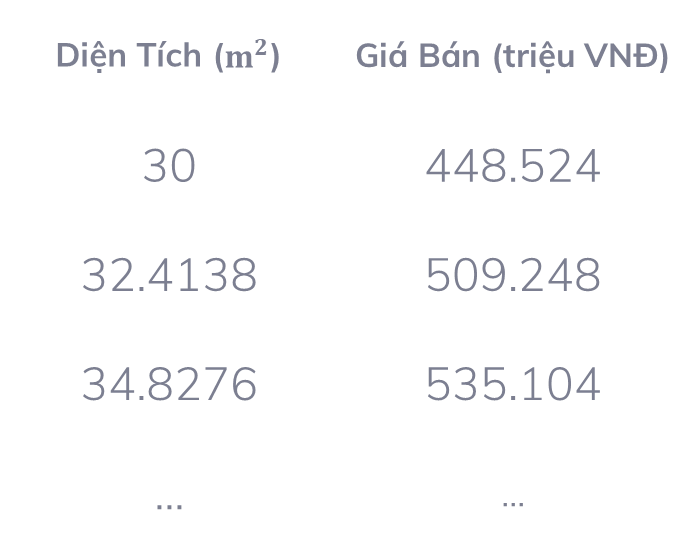 Diện Tích (m²) Giá Bán (triệu VNĐ)
30 448.524
32.4138 509.248
34.8276 535.104
... ...